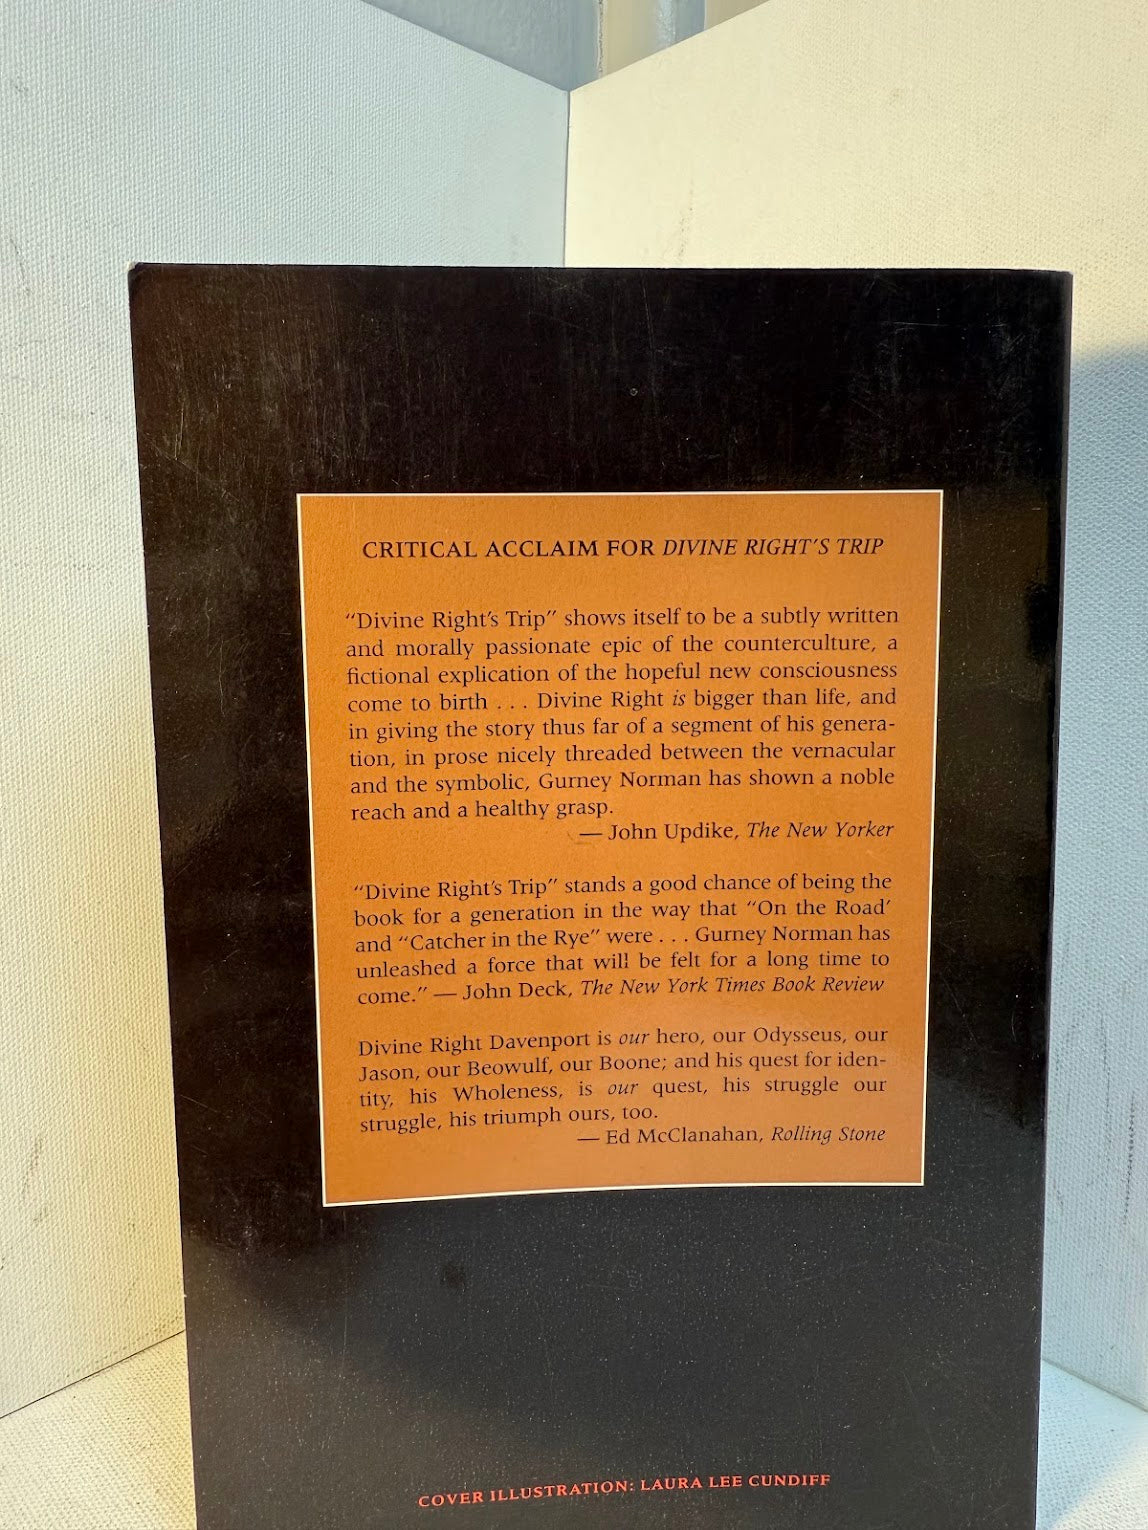 CRITICAL ACCLAIM FOR DIVINE RIGHT'S TRIP
“Divine Right's Trip” shows itself to be a subtly written
and morally passionate epic of the counterculture, a
fictional explication of the hopeful new consciousness
come to birth . . . Divine Right is bigger than life, and
in giving the story thus far of a segment of his genera-
tion, in prose nicely threaded between the vernacular
and the symbolic, Gurney Norman has shown a noble
reach and a healthy grasp.
— John Updike, The New Yorker
“Divine Right's Trip” stands a good chance of being the
book for a generation in the way that “On the Road’
and “Catcher in the Rye” were . . . Gurney Norman has
unleashed a force that will be felt for a long time to
come.” — John Deck, The New York Times Book Review
Divine Right Davenport is our hero, our Odysseus, our
Jason, our Beowulf, our Boone; and his quest for iden-
tity, his Wholeness, is our quest, his struggle our
struggle, his triumph ours, too.
— Ed McClanahan, Rolling Stone
COVER ILLUSTRATION: LAURA LEE CUNDIFF